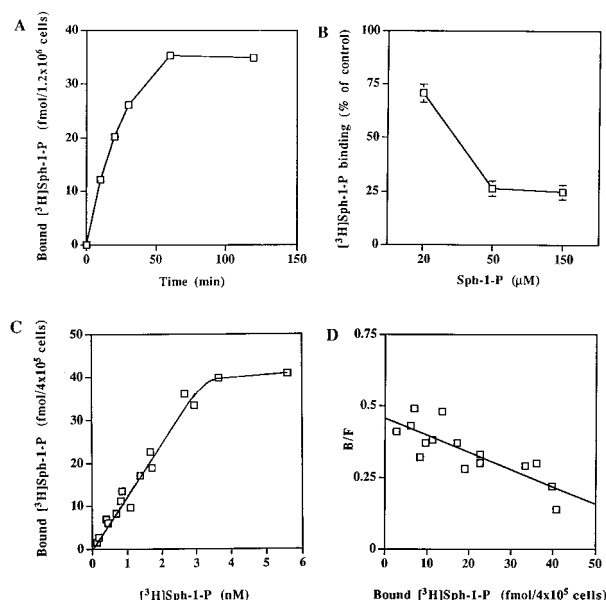 A
Bound [³H]Sph-1-P (fmol/1.2x10⁶ cells)
40
30
20
10
0
0 50 100 150
Time (min)
B
[³H]Sph-1-P binding (% of control)
100
75
50
25
0
20 50 150
Sph-1-P (µM)
C
Bound [³H]Sph-1-P (fmol/4x10⁵ cells)
50
40
30
20
10
0
0 1 2 3 4 5 6
[³H]Sph-1-P (nM)
D
B/F
0.75
0.5
0.25
0
0 10 20 30 40 50
Bound [³H]Sph-1-P (fmol/4x10⁵ cells)